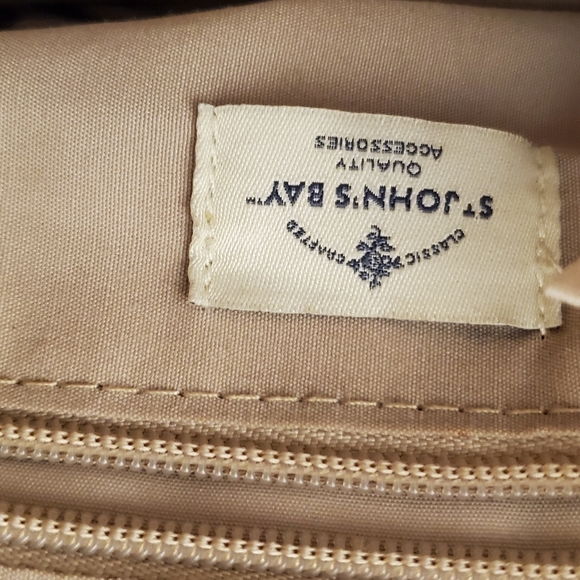 CLASSIC CRAFTED
ST JOHN'S BAY™
QUALITY
ACCESSORIES